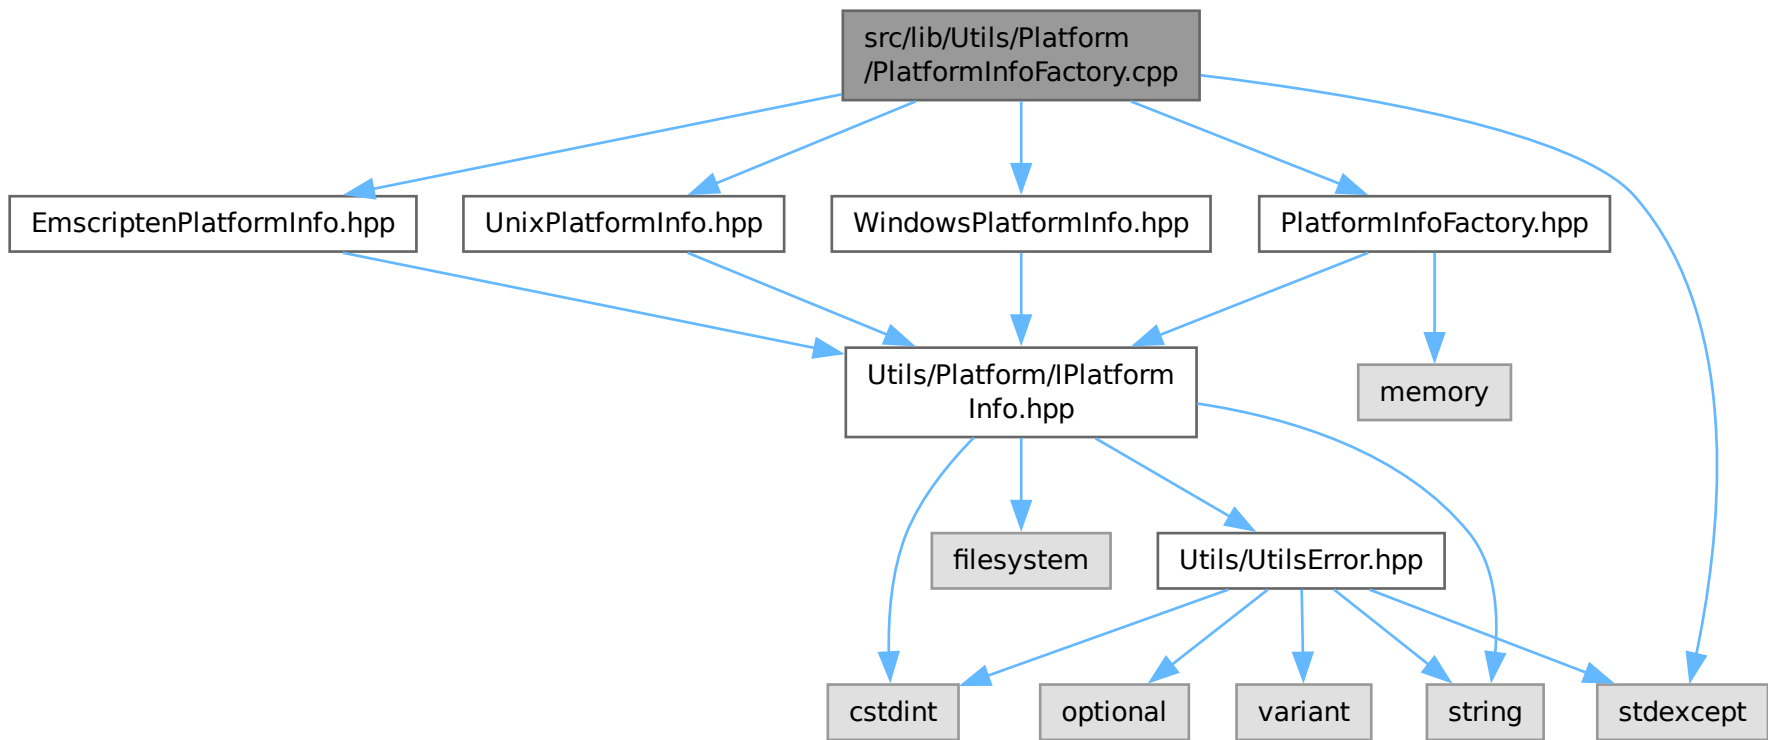 src/lib/Utils/Platform
/PlatformInfoFactory.cpp
EmscriptenPlatformInfo.hpp
UnixPlatformInfo.hpp
WindowsPlatformInfo.hpp
PlatformInfoFactory.hpp
Utils/Platform/IPlatform
Info.hpp
memory
filesystem
Utils/UtilsError.hpp
cstdint
optional
variant
string
stdexcept